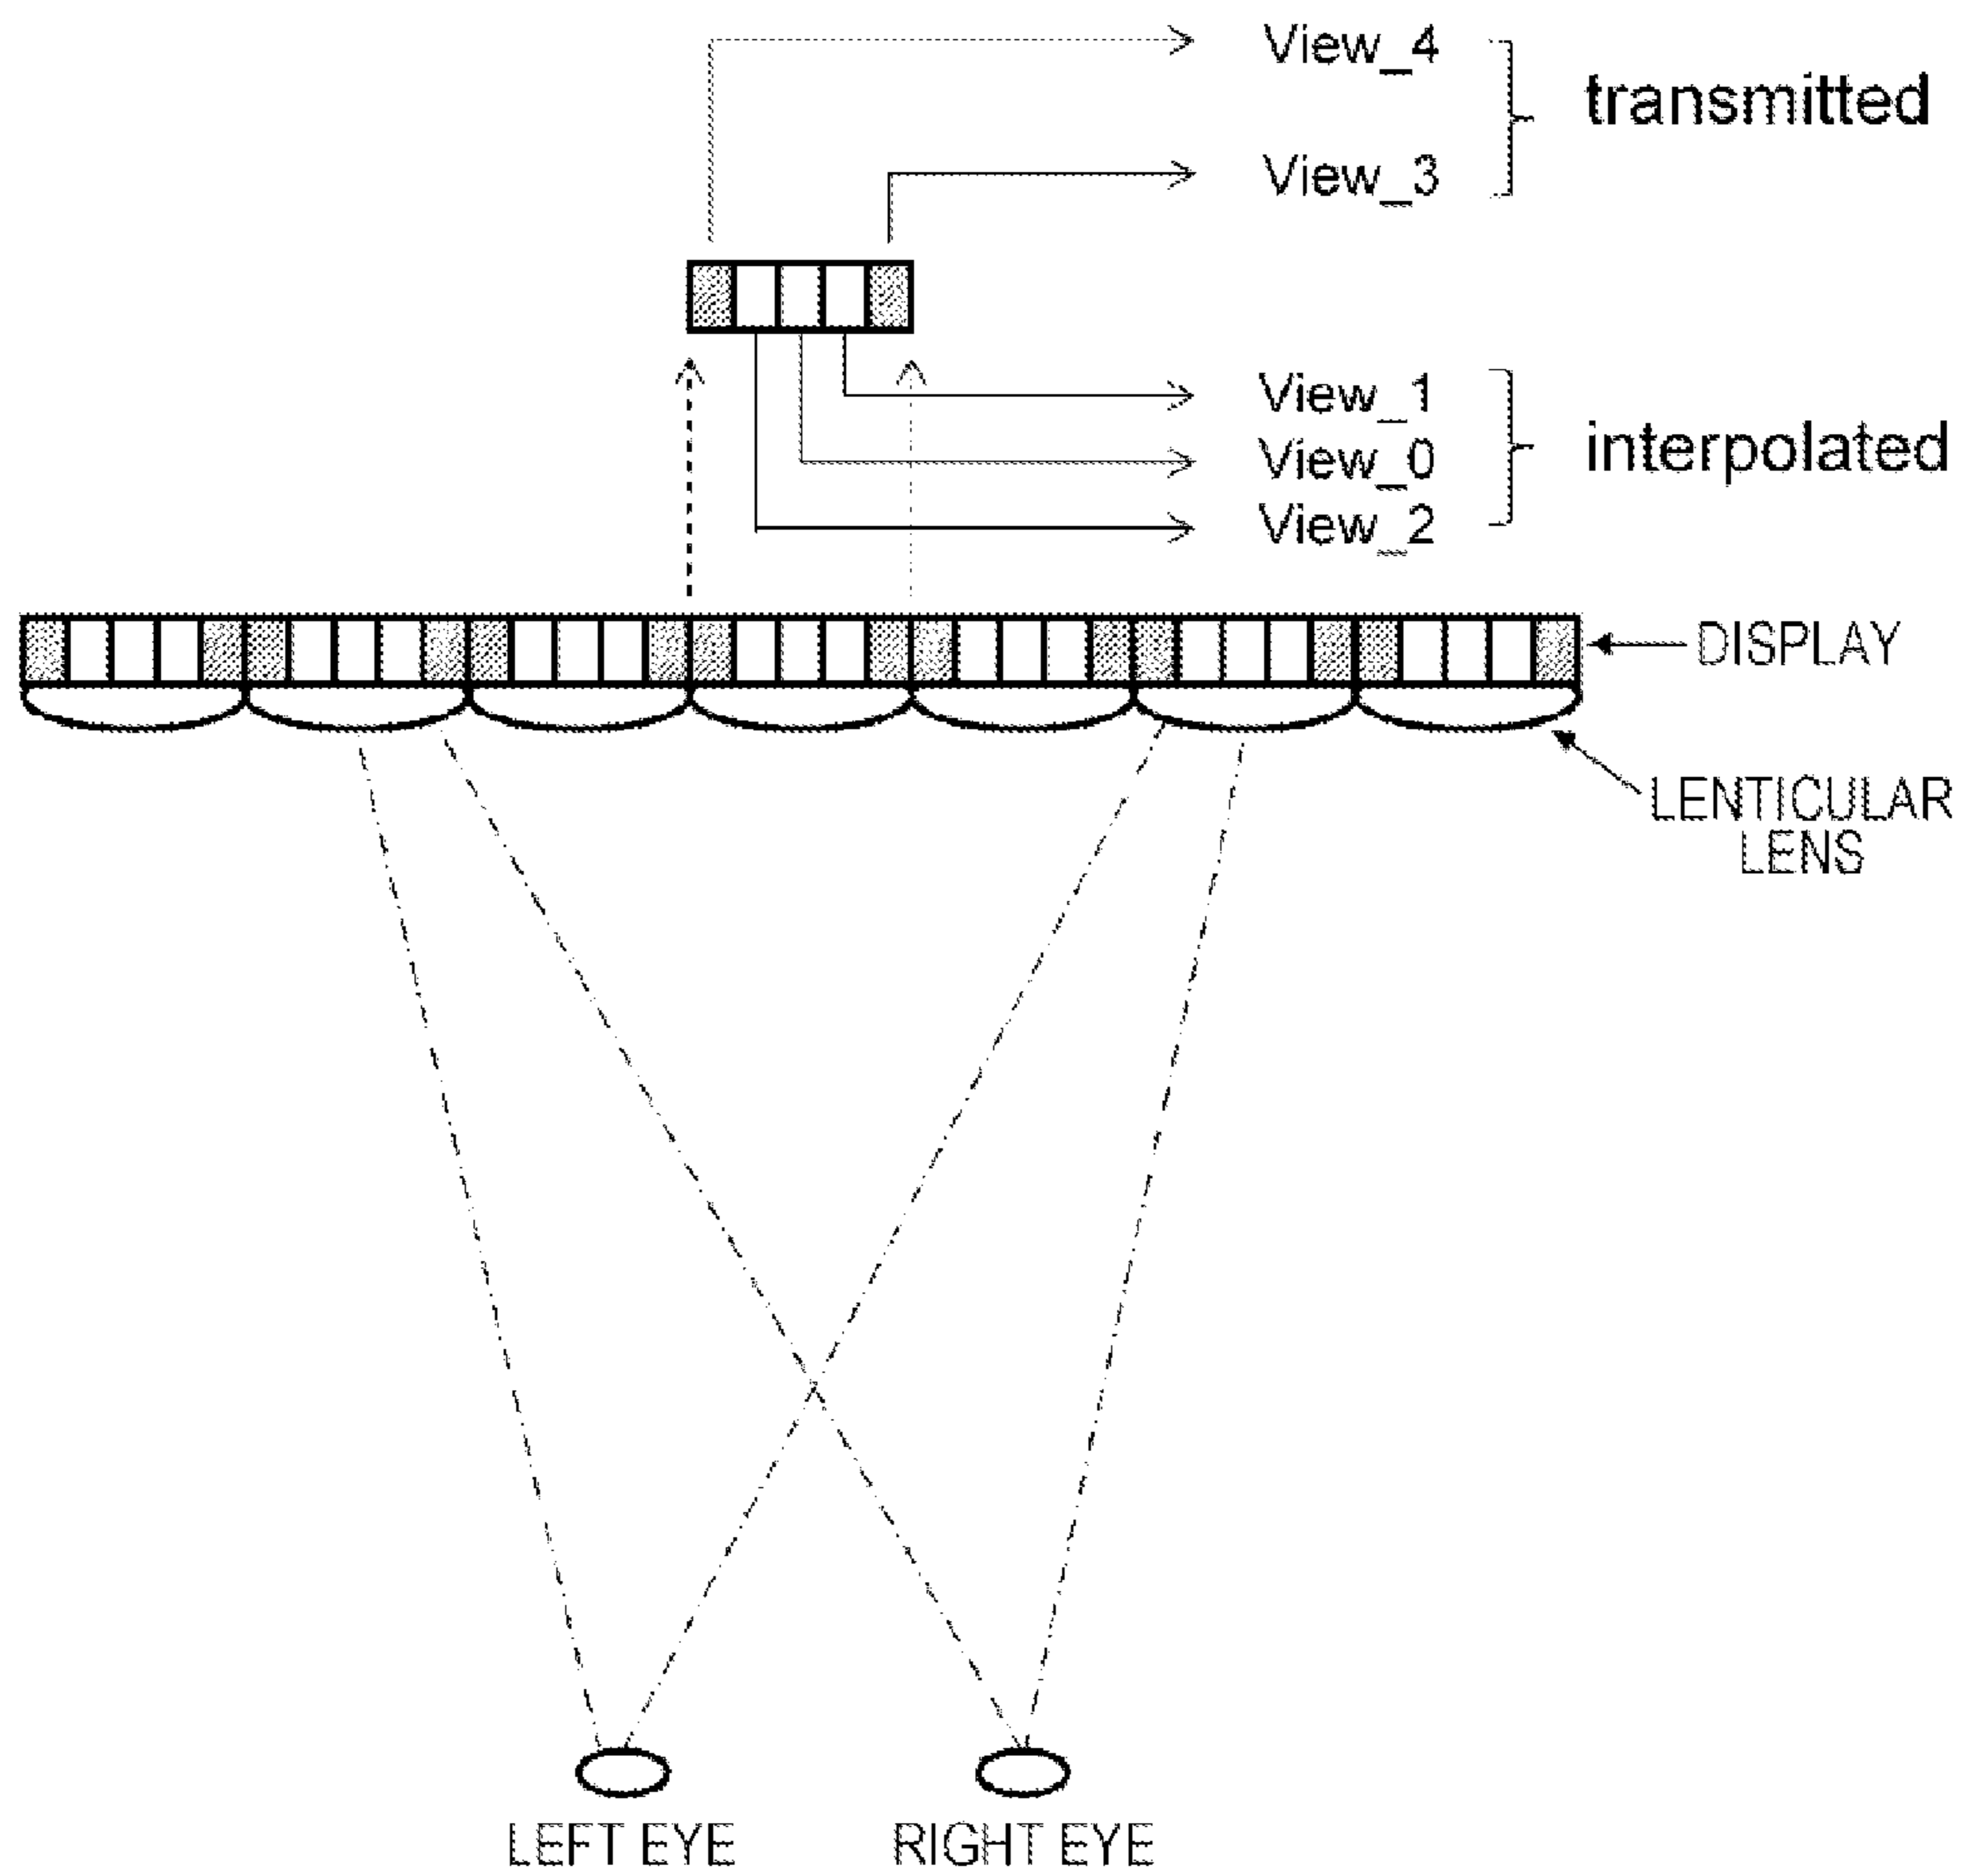 View_4
transmitted
View_3
View_1
interpolated
View_0
View_2
DISPLAY
LENTICULAR
LENS
LEFT EYE
RIGHT EYE